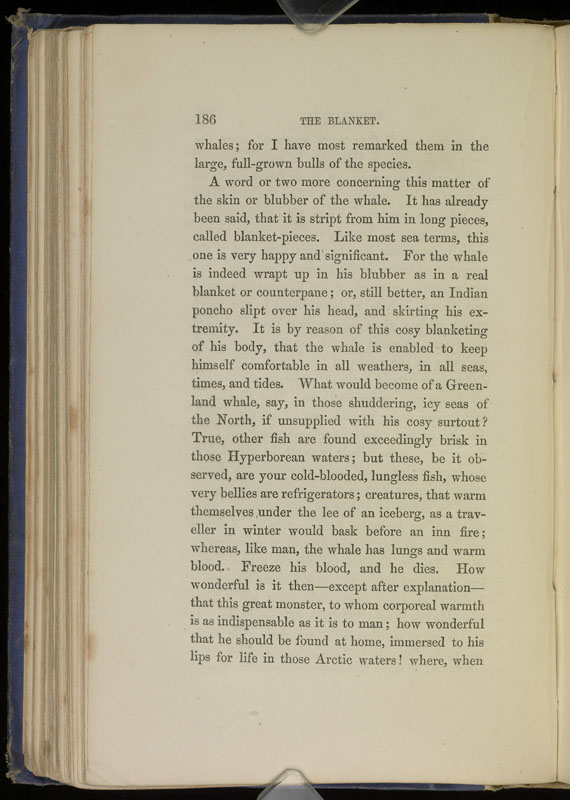 186 THE BLANKET.
whales; for I have most remarked them in the
large, full-grown bulls of the species.
A word or two more concerning this matter of
the skin or blubber of the whale. It has already
been said, that it is stript from him in long pieces,
called blanket-pieces. Like most sea terms, this
one is very happy and significant. For the whale
is indeed wrapt up in his blubber as in a real
blanket or counterpane; or, still better, an Indian
poncho slipt over his head, and skirting his ex-
tremity. It is by reason of this cosy blanketing
of his body, that the whale is enabled to keep
himself comfortable in all weathers, in all seas,
times, and tides. What would become of a Green-
land whale, say, in those shuddering, icy seas of
the North, if unsupplied with his cosy surtout?
True, other fish are found exceedingly brisk in
those Hyperborean waters; but these, be it ob-
served, are your cold-blooded, lungless fish, whose
very bellies are refrigerators; creatures, that warm
themselves under the lee of an iceberg, as a trav-
eller in winter would bask before an inn fire;
whereas, like man, the whale has lungs and warm
blood. Freeze his blood, and he dies. How
wonderful is it then—except after explanation—
that this great monster, to whom corporeal warmth
is as indispensable as it is to man; how wonderful
that he should be found at home, immersed to his
lips for life in those Arctic waters! where, when